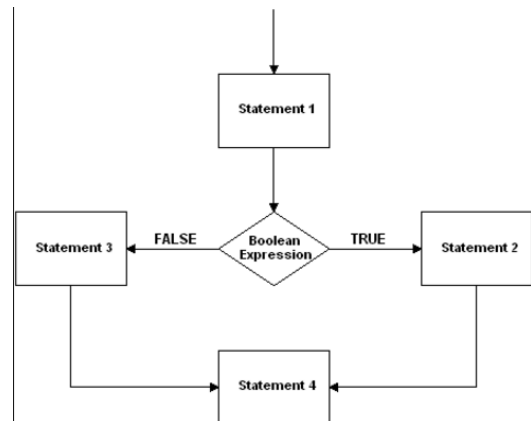 Statement 1
Statement 3
FALSE
Boolean
Expression
TRUE
Statement 2
Statement 4